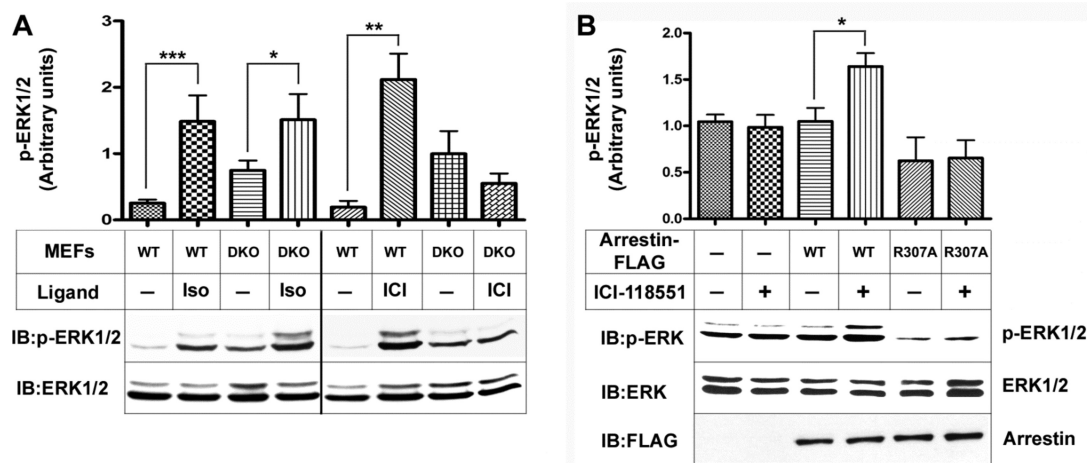 A
p-ERK1/2
(Arbitrary units)
3
2
1
0
***
*
**
MEFs WT WT DKO DKO WT WT DKO DKO
Ligand – Iso – Iso – ICI – ICI
IB:p-ERK1/2
IB:ERK1/2
B
p-ERK1/2
(Arbitrary units)
2.0
1.5
1.0
0.5
0.0
*
Arrestin-
FLAG – – WT WT R307A R307A
ICI-118551 – + – + – +
IB:p-ERK p-ERK1/2
IB:ERK ERK1/2
IB:FLAG Arrestin